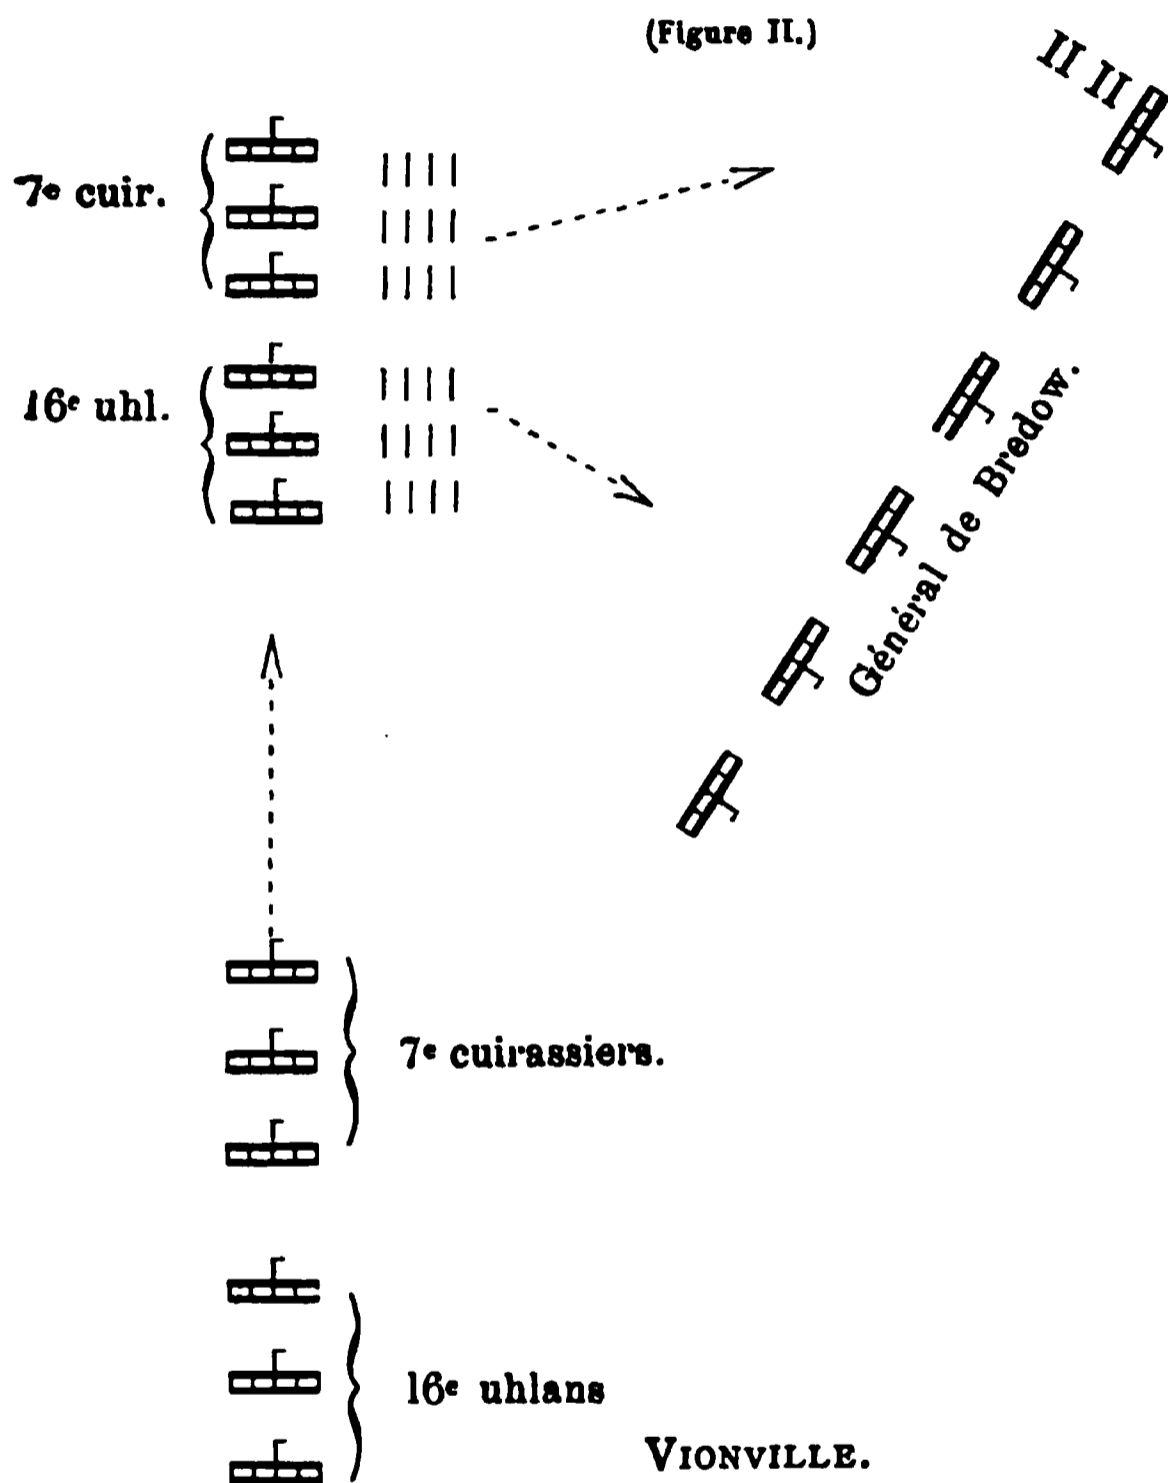 (Figure II.)
II II
7e cuir.
16e uhl.
Général de Bredow.
7e cuirassiers.
16e uhlans
VIONVILLE.